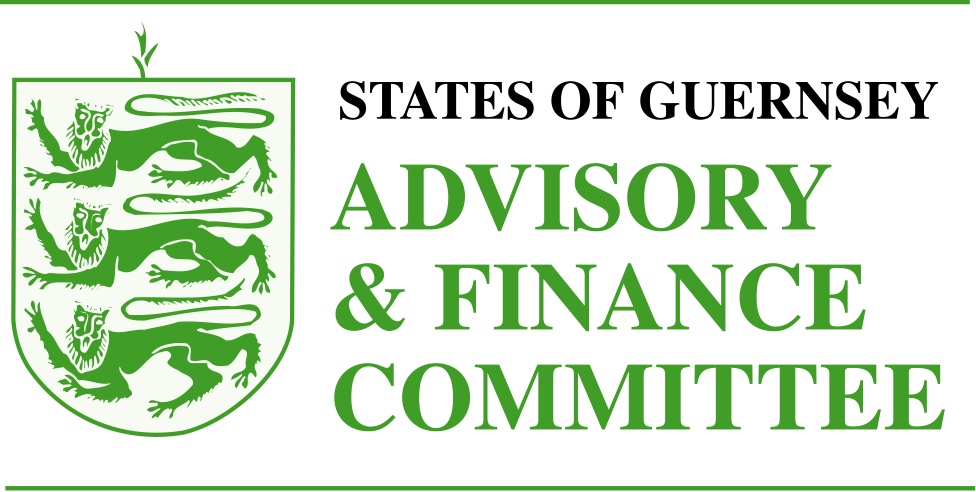 STATES OF GUERNSEY
ADVISORY
& FINANCE
COMMITTEE